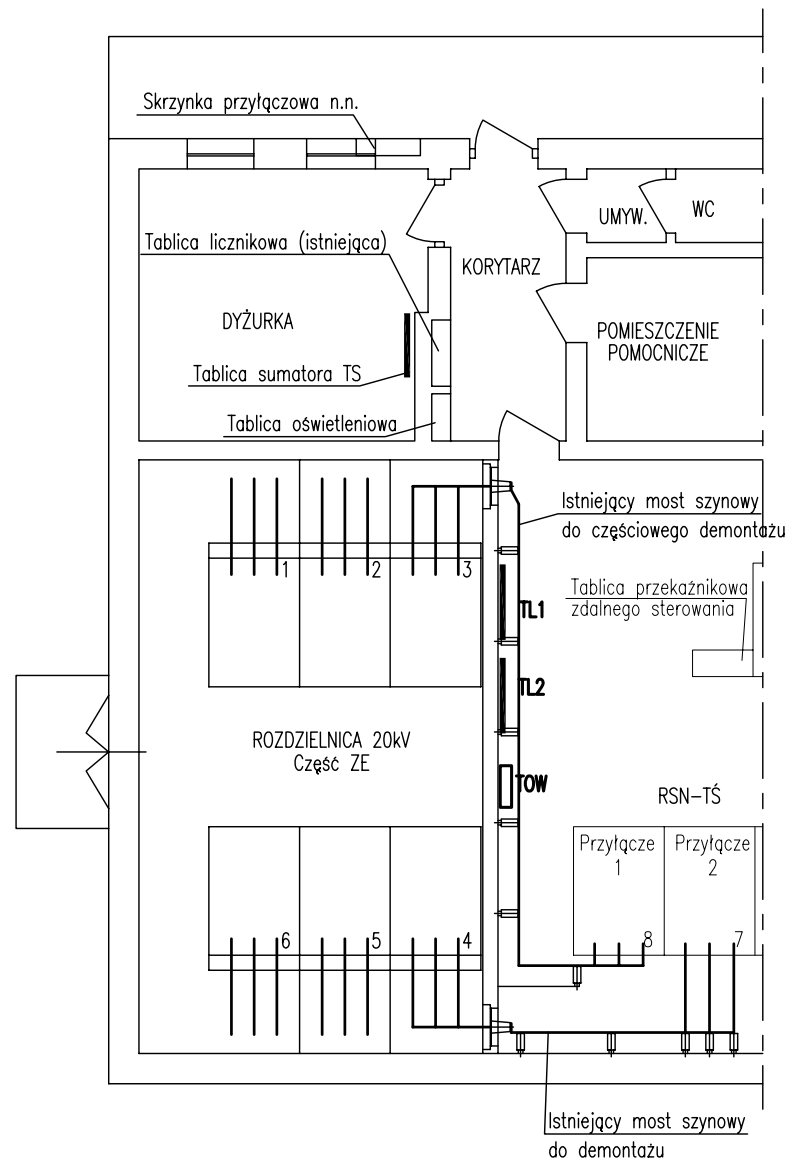 Skrzynka przyłączowa n.n.
UMYW.
WC
Tablica licznikowa (istniejąca)
KORYTARZ
DYŻURKA
POMIESZCZENIE
POMOCNICZE
Tablica sumatora TS
Tablica oświetleniowa
Istniejący most szynowy
do częściowego demontażu
1
2
3
Tablica przekaźnikowa
zdalnego sterowania
TL1
TL2
ROZDZIELNICA 20kV
Część ZE
TOW
RSN-TŚ
Przyłącze
1
Przyłącze
2
6
5
4
8
7
Istniejący most szynowy
do demontażu